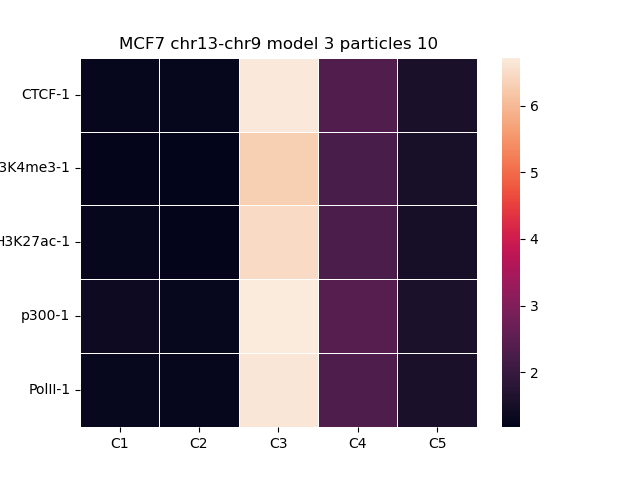 MCF7 chr13-chr9 model 3 particles 10
CTCF-1
3K4me3-1
H3K27ac-1
p300-1
PolII-1
C1 C2 C3 C4 C5
6
5
4
3
2